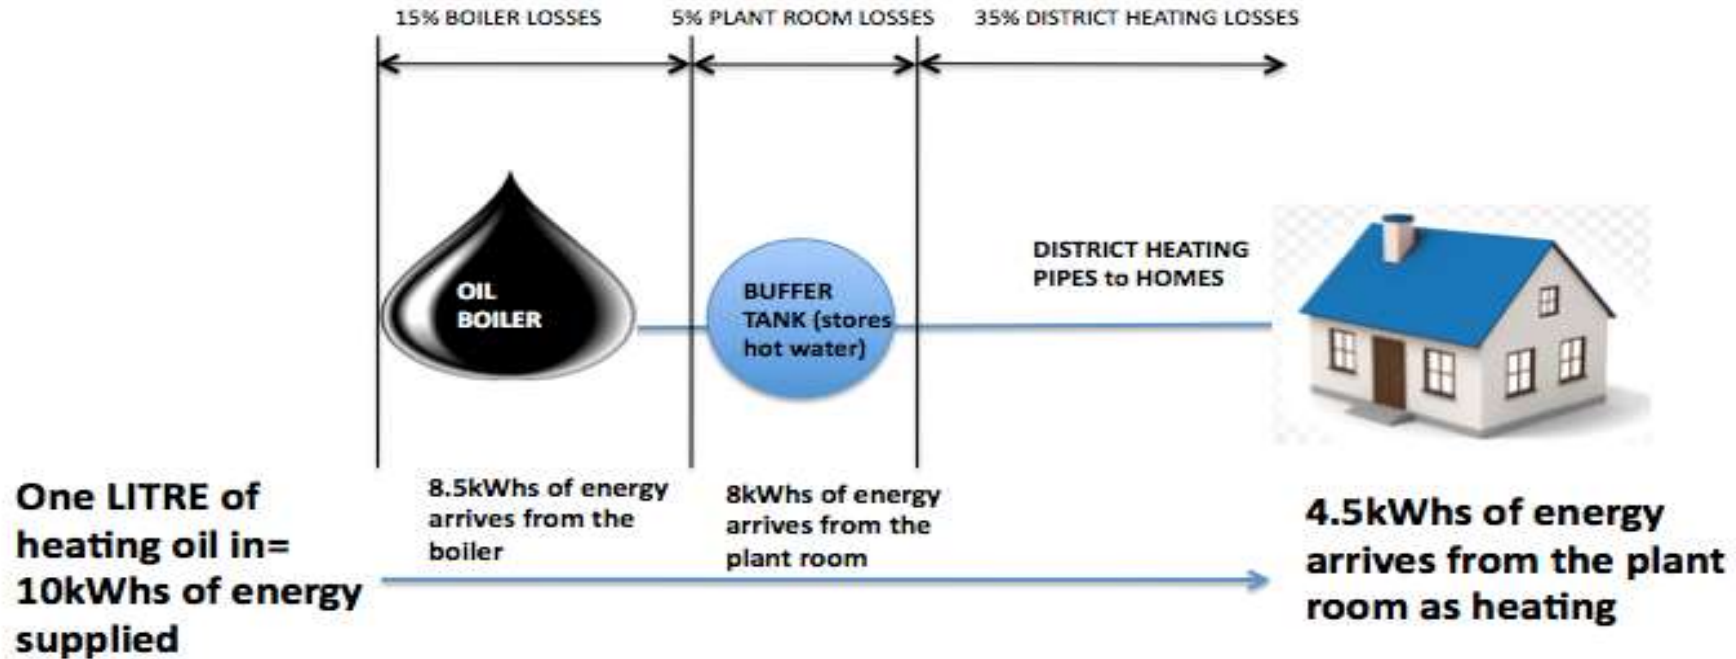 15% BOILER LOSSES
5% PLANT ROOM LOSSES
35% DISTRICT HEATING LOSSES
OIL
BOILER
BUFFER
TANK (stores
hot water)
DISTRICT HEATING
PIPES to HOMES
One LITRE of
heating oil in=
10kWhs of energy
supplied
8.5kWhs of energy
arrives from the
boiler
8kWhs of energy
arrives from the
plant room
4.5kWhs of energy
arrives from the plant
room as heating